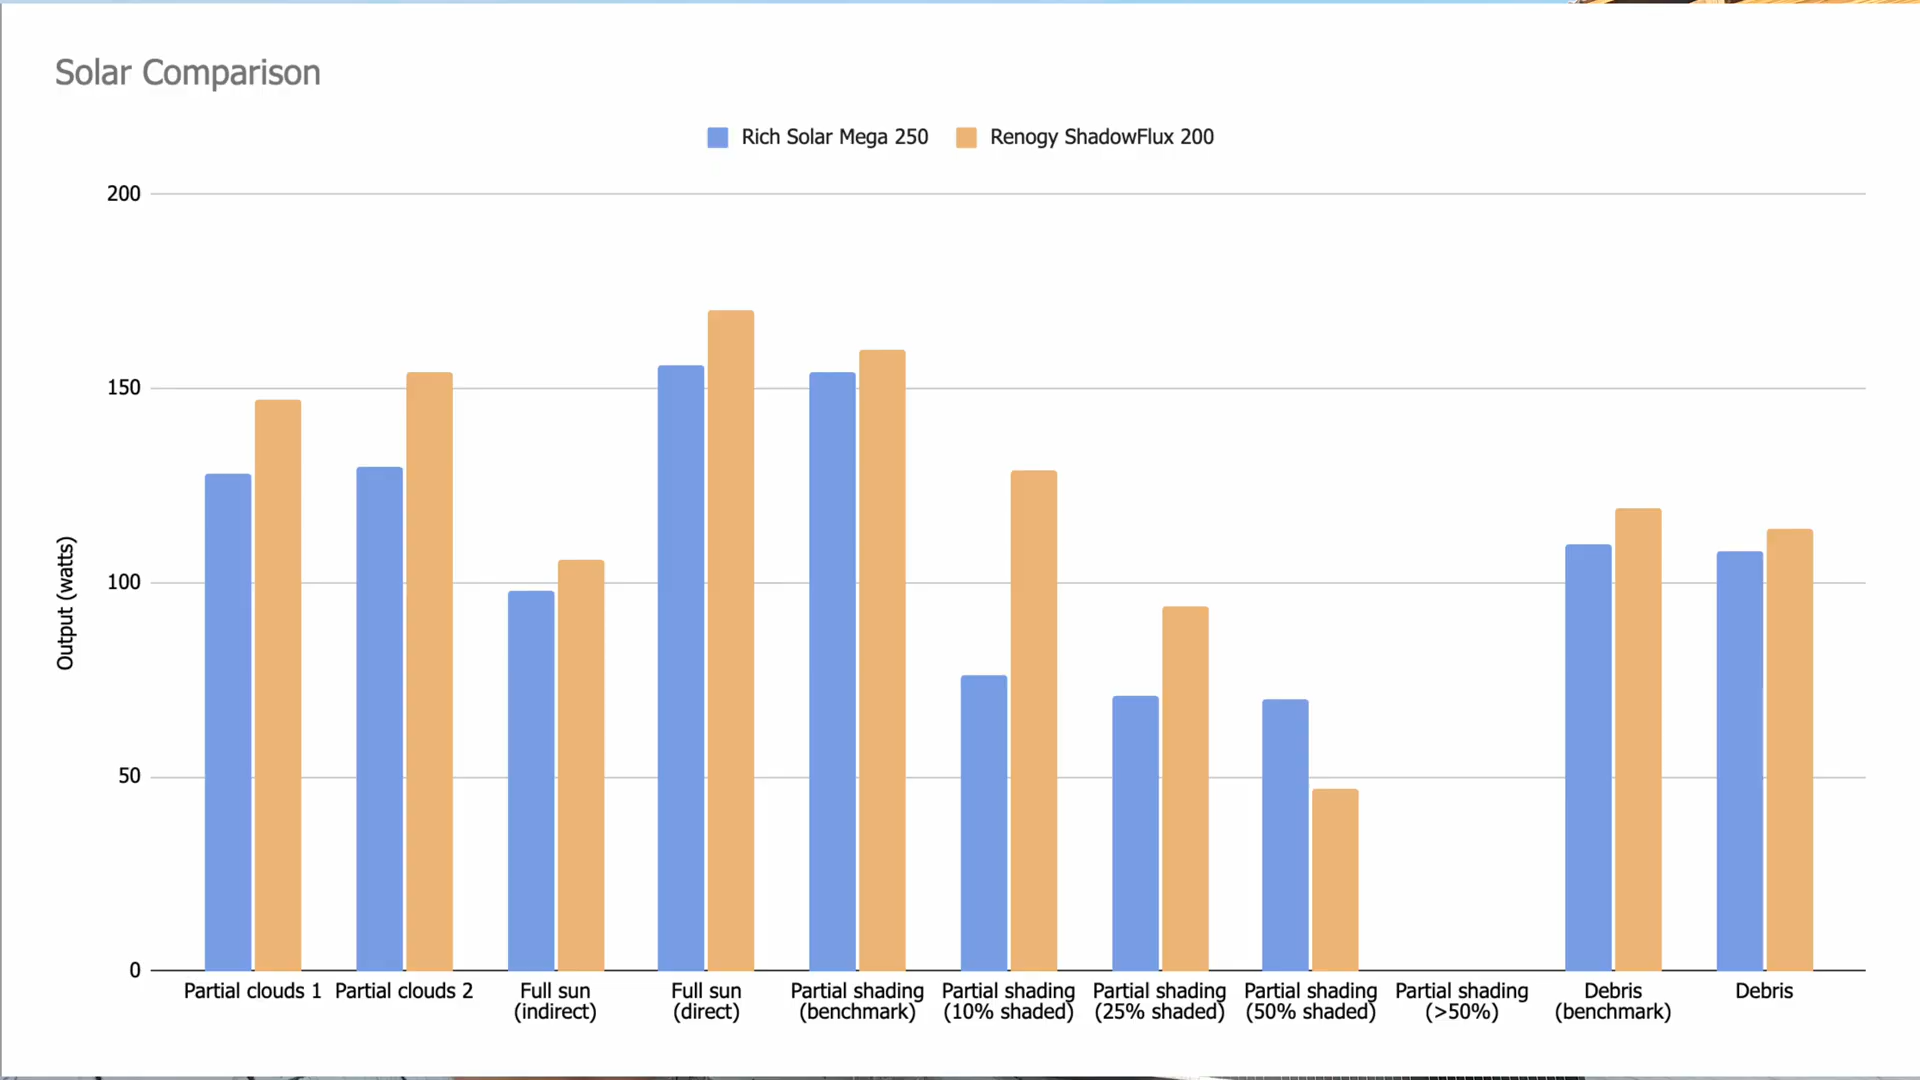 Solar Comparison
Rich Solar Mega 250
Renogy ShadowFlux 200
200
150
100
50
0
Output (watts)
Partial clouds 1
Partial clouds 2
Full sun
(indirect)
Full sun
(direct)
Partial shading
(benchmark)
Partial shading
(10% shaded)
Partial shading
(25% shaded)
Partial shading
(50% shaded)
Partial shading
(>50%)
Debris
(benchmark)
Debris